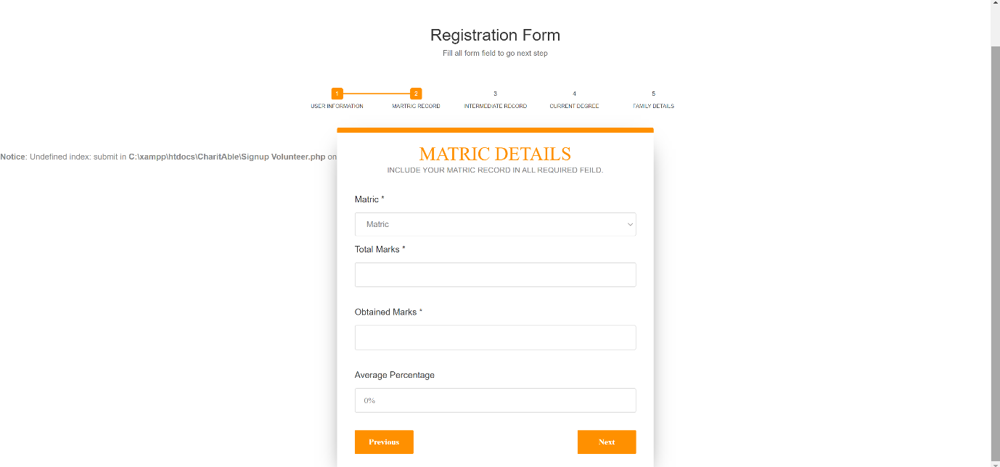 Registration Form
Fill all form field to go next step
1 2 3 4 5
USER INFORMATION MARTRIC RECORD INTERMEDIATE RECORD CURRENT DEGREE FAMILY DETAILS
Notice: Undefined index: submit in C:\xampp\htdocs\CharitAble\Signup Volunteer.php on
MATRIC DETAILS
INCLUDE YOUR MATRIC RECORD IN ALL REQUIRED FEILD.
Matric *
Matric
Total Marks *
Obtained Marks *
Average Percentage
0%
Previous Next